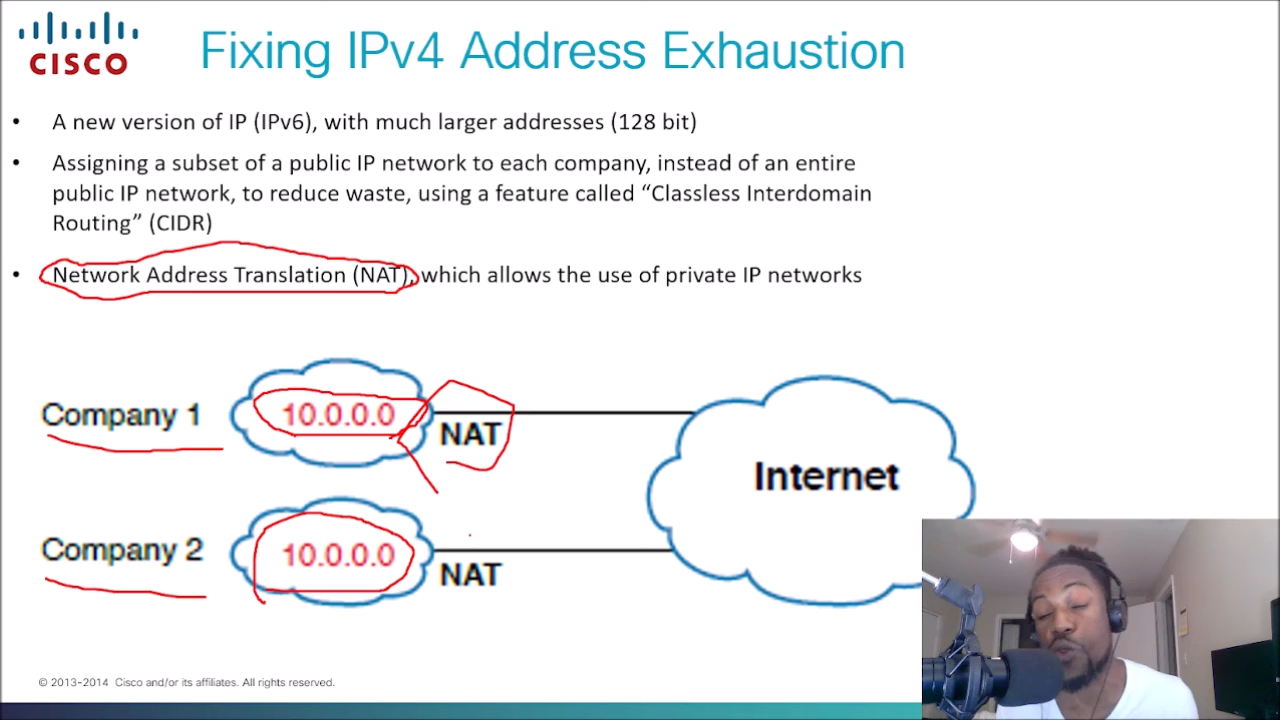 CISCO
Fixing IPv4 Address Exhaustion
• A new version of IP (IPv6), with much larger addresses (128 bit)
• Assigning a subset of a public IP network to each company, instead of an entire
public IP network, to reduce waste, using a feature called “Classless Interdomain
Routing” (CIDR)
• Network Address Translation (NAT), which allows the use of private IP networks
Company 1 10.0.0.0 NAT
Internet
Company 2 10.0.0.0 NAT
© 2013-2014 Cisco and/or its affiliates. All rights reserved.